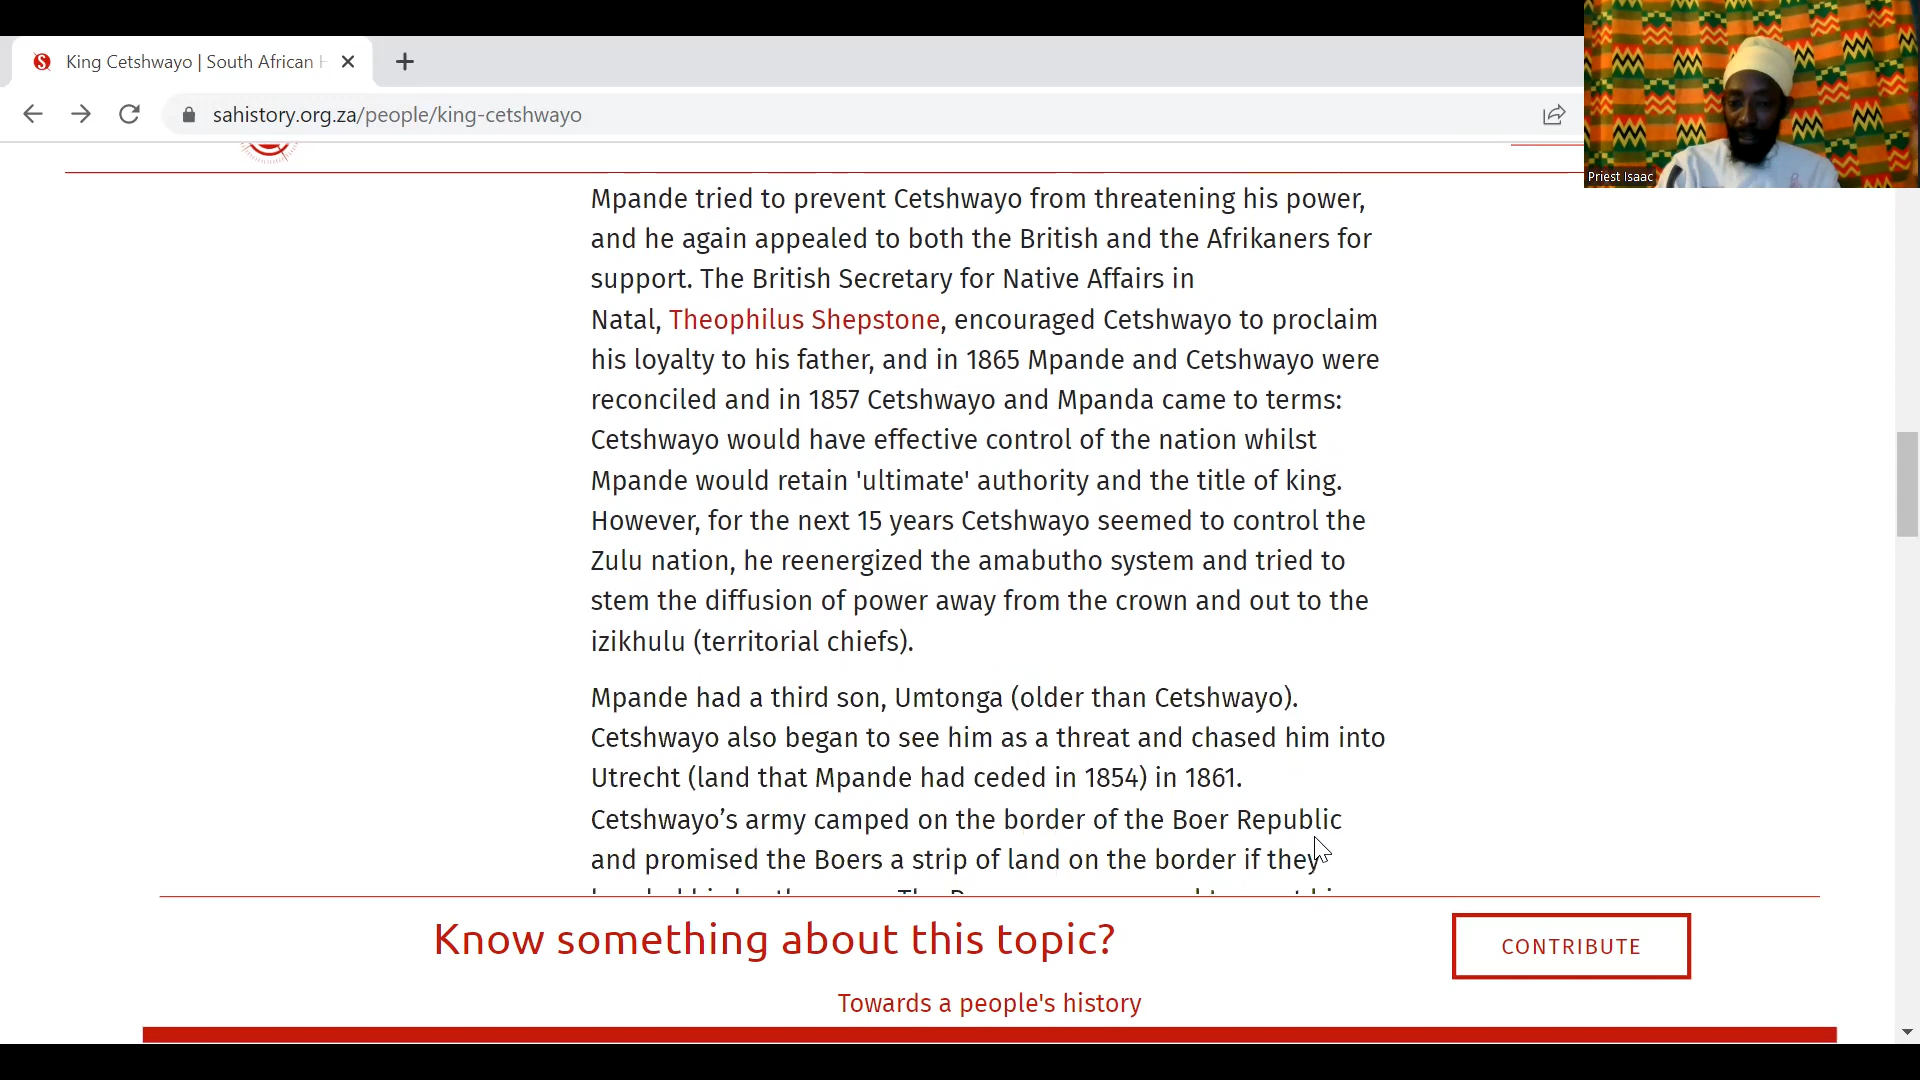 King Cetshwayo | South African H
sahistory.org.za/people/king-cetshwayo
Priest Isaac
Mpande tried to prevent Cetshwayo from threatening his power,
and he again appealed to both the British and the Afrikaners for
support. The British Secretary for Native Affairs in
Natal, Theophilus Shepstone, encouraged Cetshwayo to proclaim
his loyalty to his father, and in 1865 Mpande and Cetshwayo were
reconciled and in 1857 Cetshwayo and Mpanda came to terms:
Cetshwayo would have effective control of the nation whilst
Mpande would retain 'ultimate' authority and the title of king.
However, for the next 15 years Cetshwayo seemed to control the
Zulu nation, he reenergized the amabutho system and tried to
stem the diffusion of power away from the crown and out to the
izikhulu (territorial chiefs).
Mpande had a third son, Umtonga (older than Cetshwayo).
Cetshwayo also began to see him as a threat and chased him into
Utrecht (land that Mpande had ceded in 1854) in 1861.
Cetshwayo’s army camped on the border of the Boer Republic
and promised the Boers a strip of land on the border if they
Know something about this topic?
CONTRIBUTE
Towards a people's history